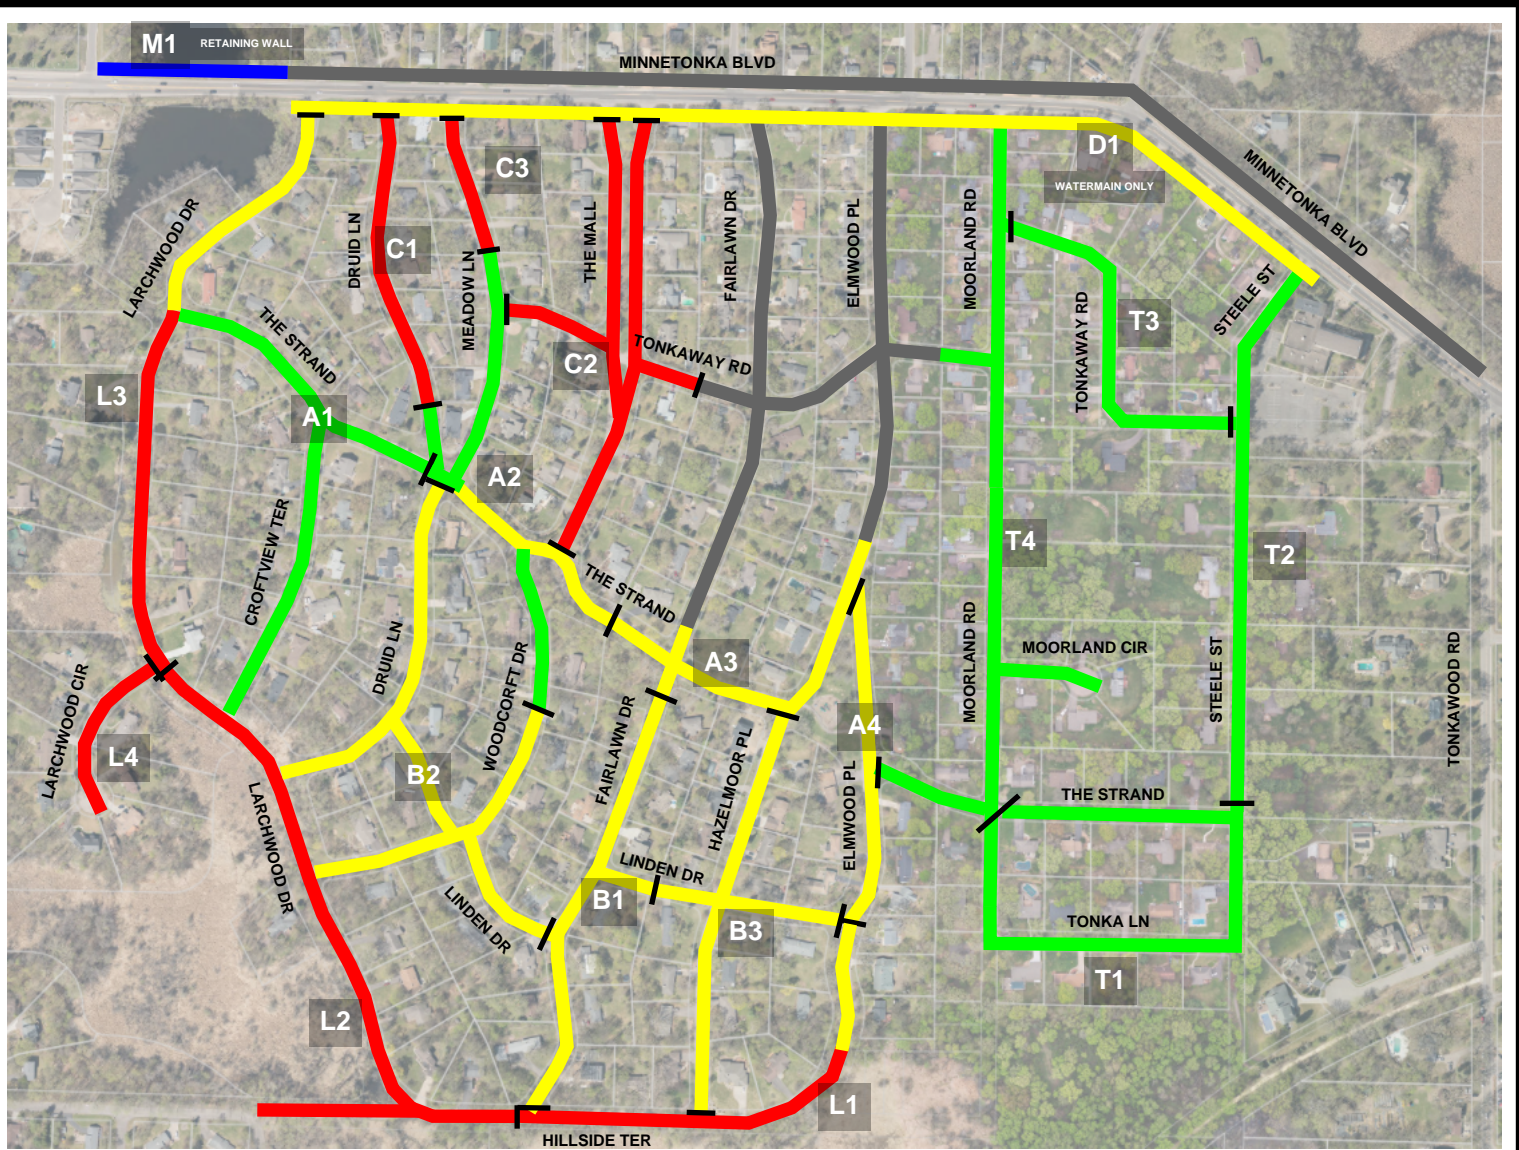 M1
RETAINING WALL
MINNETONKA BLVD
D1
WATERMAIN ONLY
MINNETONKA BLVD
C3
LARCHWOOD DR
DRUID LN
C1
MEADOW LN
THE MALL
FAIRLAWN DR
ELMWOOD PL
MOORLAND RD
TONKAWAY RD
T3
STEELE ST
THE STRAND
L3
A1
C2
TONKAWAY RD
A2
CROFTVIEW TER
T4
T2
THE STRAND
A3
MOORLAND RD
MOORLAND CIR
STEELE ST
TONKAWOOD RD
LARCHWOOD CIR
L4
DRUID LN
WOODCORFT DR
B2
FAIRLAWN DR
HAZELMOOR PL
A4
ELMWOOD PL
THE STRAND
LARCHWOOD DR
LINDEN DR
LINDEN DR
B1
B3
TONKA LN
T1
L2
L1
HILLSIDE TER